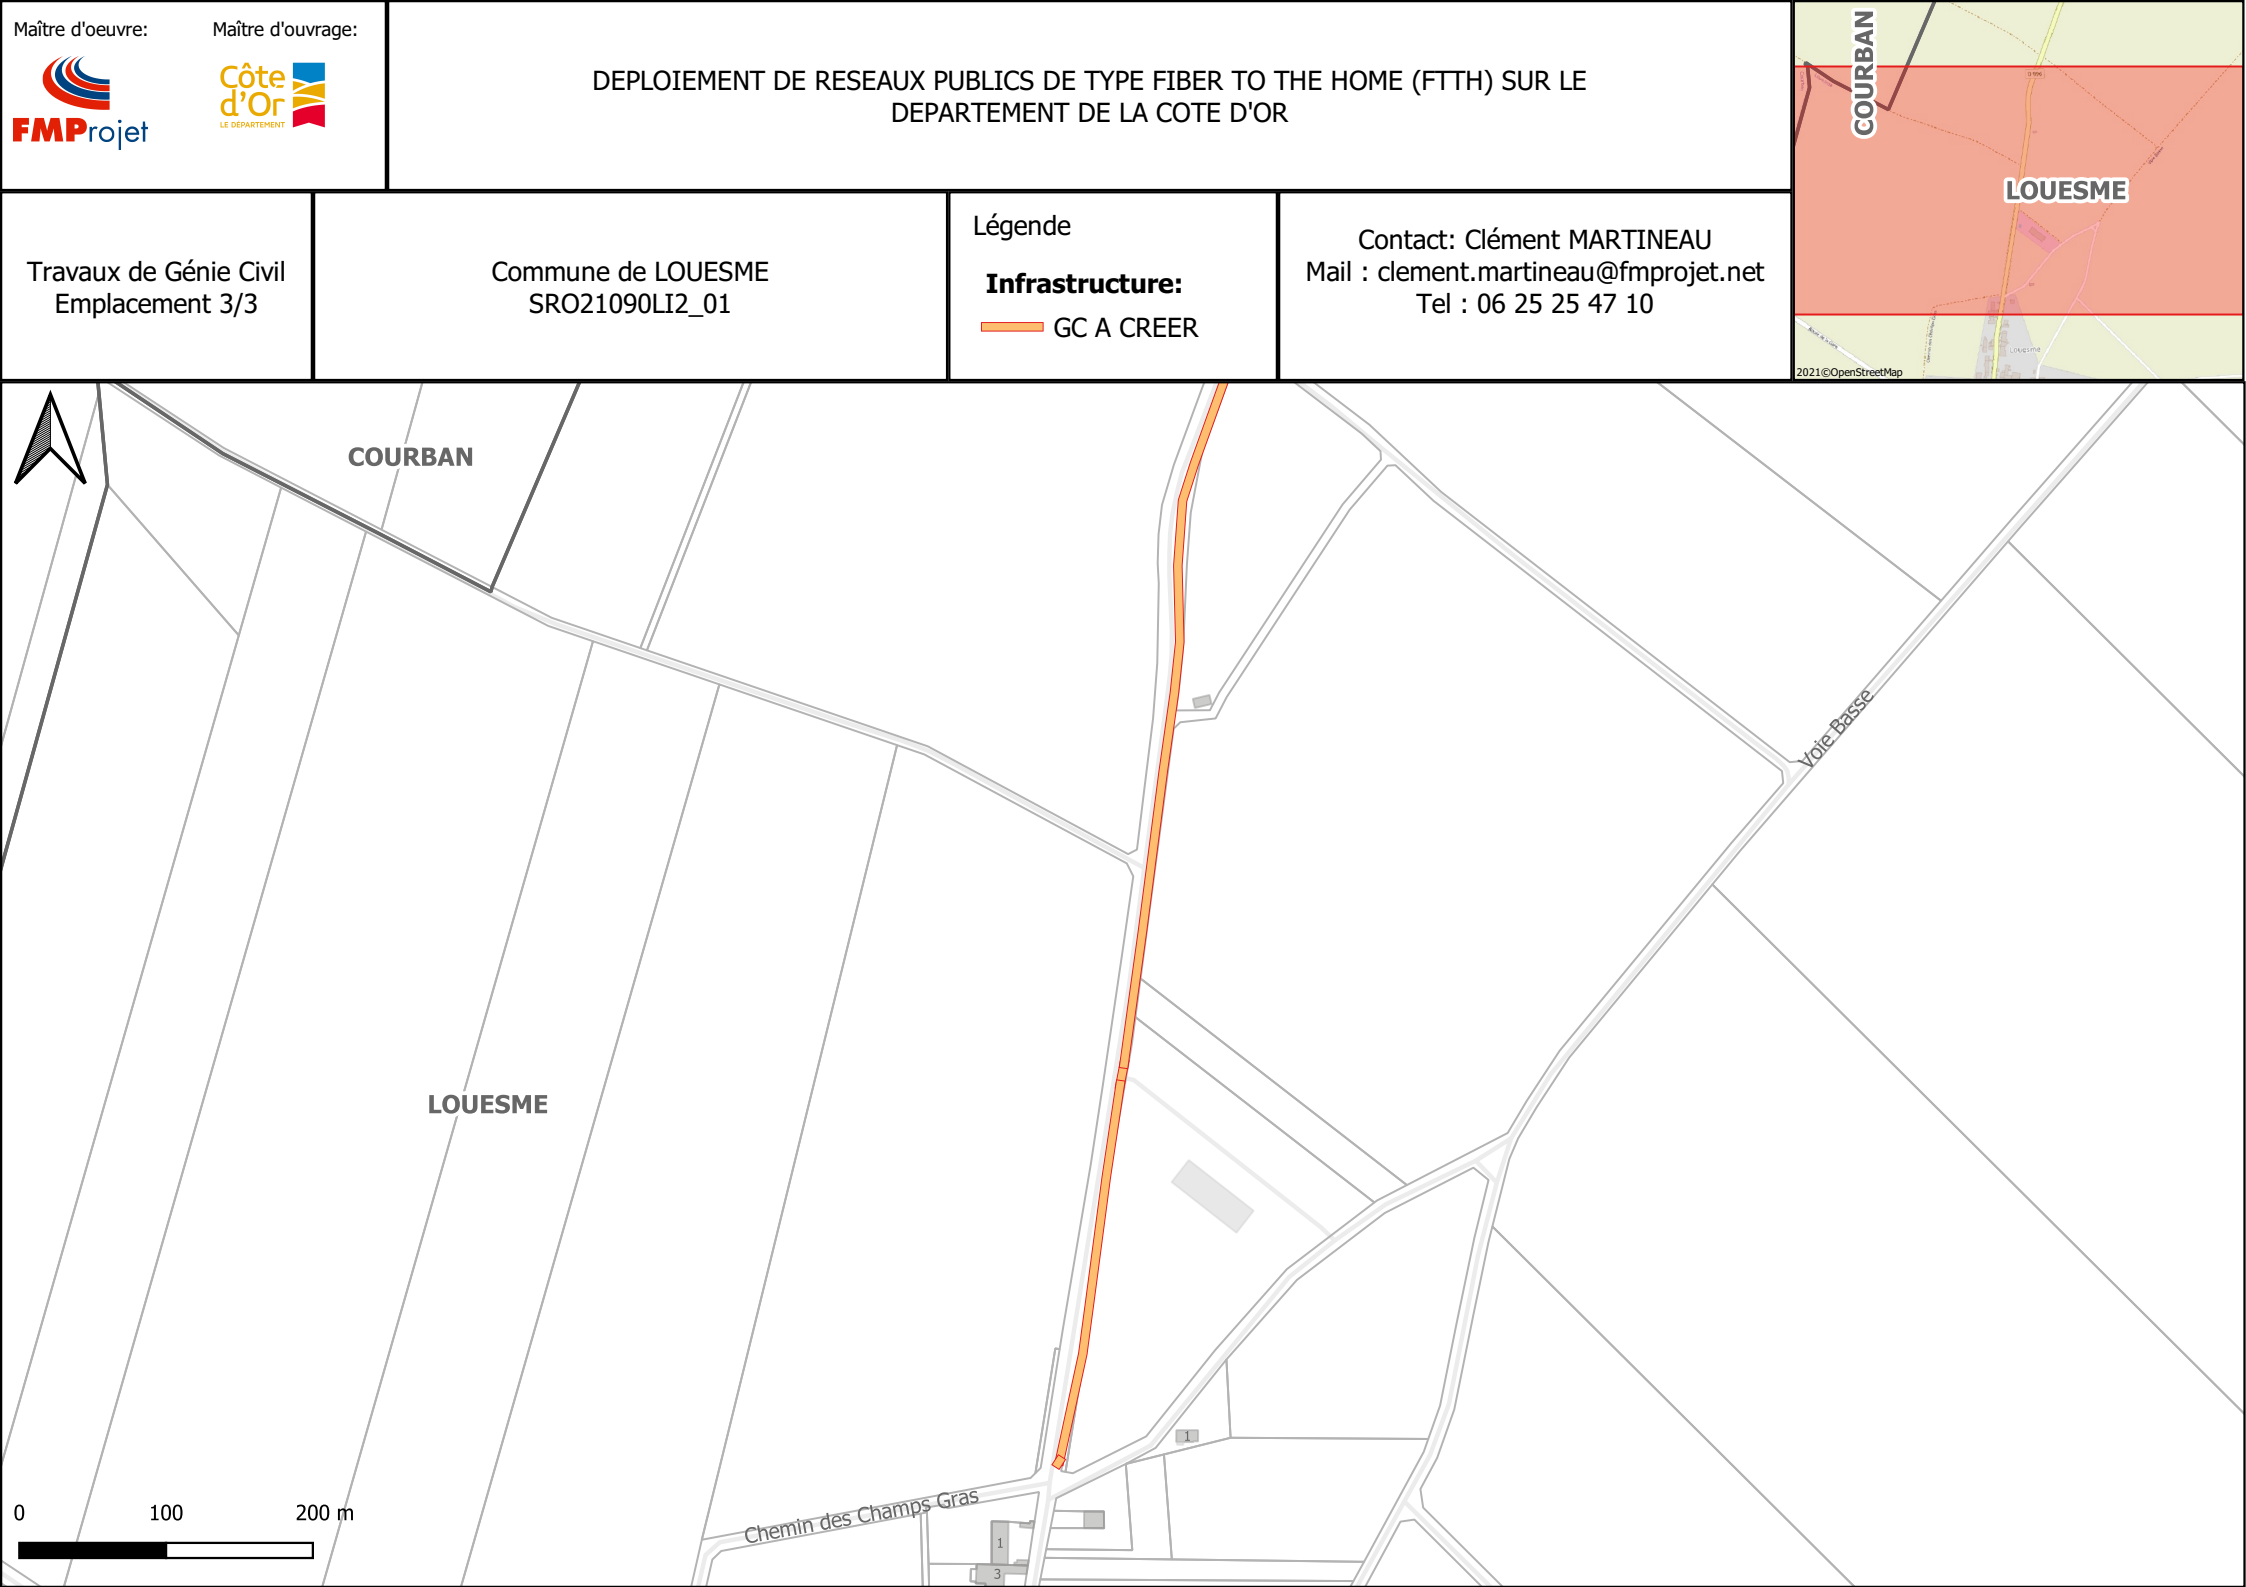 Maître d'oeuvre:
Maître d'ouvrage:
FMProjet
Côte
d'Or
LE DÉPARTEMENT
DEPLOIEMENT DE RESEAUX PUBLICS DE TYPE FIBER TO THE HOME (FTTH) SUR LE
DEPARTEMENT DE LA COTE D'OR
COURBAN
LOUESME
Louesme
2021©OpenStreetMap
Travaux de Génie Civil
Emplacement 3/3
Commune de LOUESME
SRO21090LI2_01
Légende
Infrastructure:
GC A CREER
Contact: Clément MARTINEAU
Mail : clement.martineau@fmprojet.net
Tel : 06 25 25 47 10
COURBAN
Voie Basse
LOUESME
1
Chemin des Champs Gras
1
3
0 100 200 m